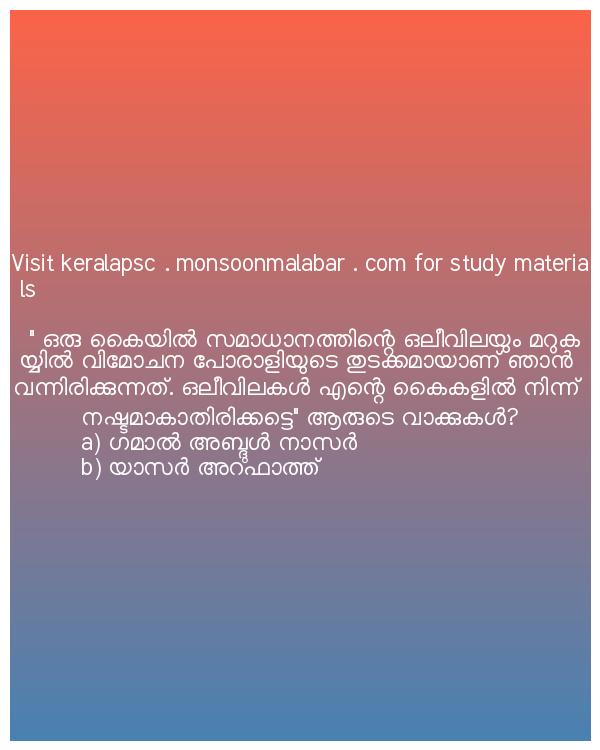 Visit keralapsc . monsoonmalabar . com for study materia
ls
" ഒരു കൈയിൽ സമാധാനത്തിന്റെ ഒലീവിലയ്യും മറുക
യ്യിൽ വിമോചന പോരാളിയുടെ തുടക്കമായാണ് ഞാൻ
വന്നിരിക്കുന്നത്. ഒലീവിലകൾ എന്റെ കൈകളിൽ നിന്ന്
നഷ്ടമാകാതിരിക്കട്ടെ" ആരുടെ വാക്കുകൾ?
a) ഗമാൽ അബ്ദുൾ നാസർ
b) യാസർ അറഫാത്ത്